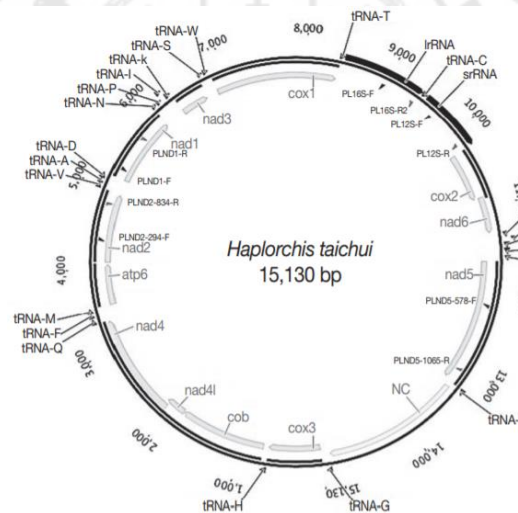 tRNA-T
tRNA-W
tRNA-S
tRNA-k
tRNA-I
tRNA-P
tRNA-N
7,000
8,000
9,000
lrRNA
tRNA-C
srRNA
10,000
6,000
cox1
nad3
nad1
PL16S-F
PL16S-R2
PL12S-F
PL12S-R
PLND1-R
PLND1-F
tRNA-D
tRNA-A
tRNA-V
5,000
PLND2-834-R
PLND2-294-F
nad2
atp6
4,000
cox2
nad6
Haplorchis taichui
15,130 bp
nad5
PLND5-578-F
PLND5-1065-R
tRNA-M
tRNA-F
tRNA-Q
3,000
nad4
nad4l
cob
cox3
NC
2,000
1,000
13,000
14,000
15,130
tRNA-
tRNA-H
tRNA-G